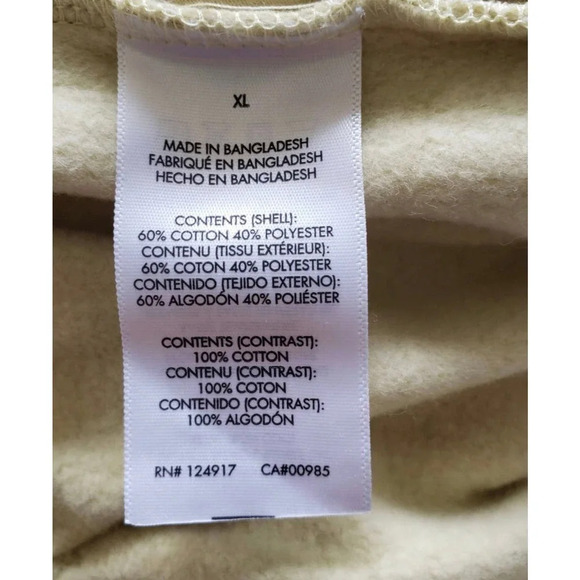 XL
MADE IN BANGLADESH
FABRIQUÉ EN BANGLADESH
HECHO EN BANGLADESH
CONTENTS (SHELL):
60% COTTON 40% POLYESTER
CONTENU (TISSU EXTÉRIEUR):
60% COTON 40% POLYESTER
CONTENIDO (TEJIDO EXTERNO):
60% ALGODÓN 40% POLIÉSTER
CONTENTS (CONTRAST):
100% COTTON
CONTENU (CONTRAST):
100% COTON
CONTENIDO (CONTRAST):
100% ALGODÓN
RN# 124917 CA#00985